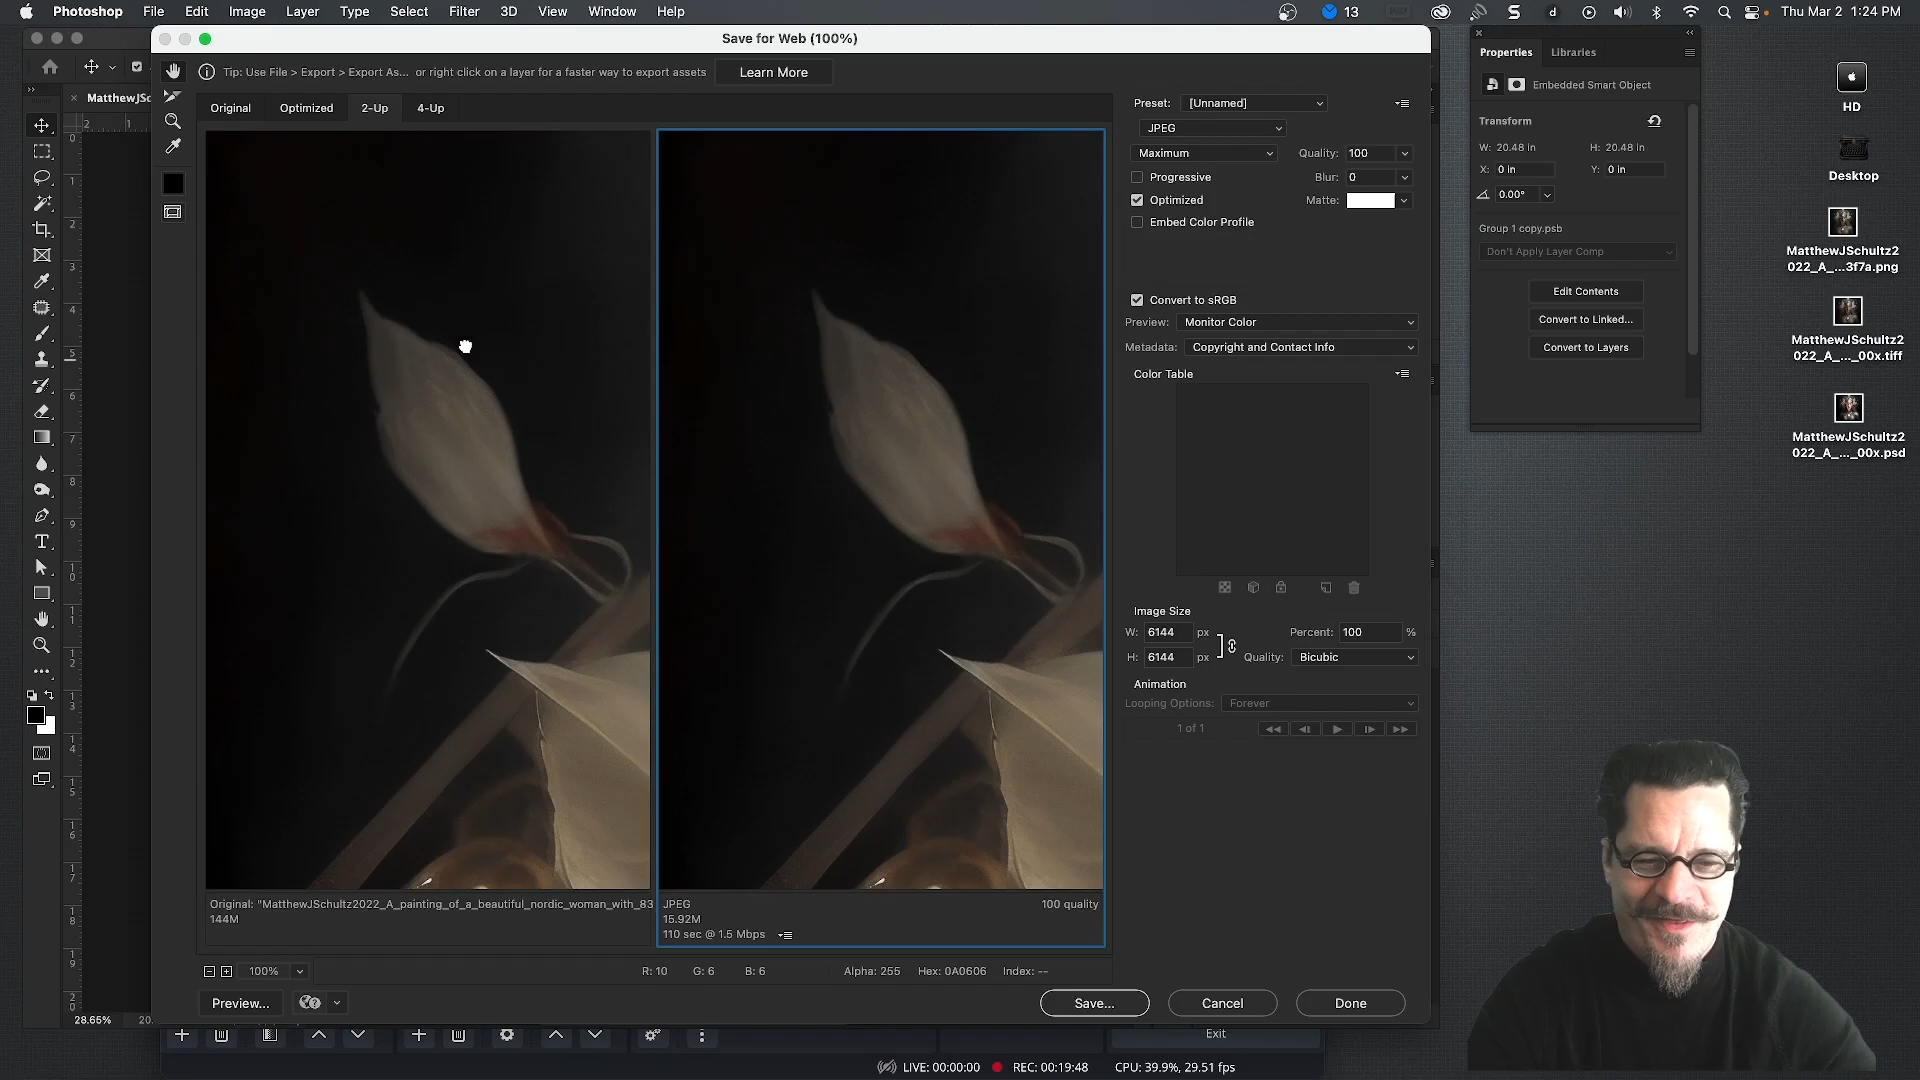 Photoshop File Edit Image Layer Type Select Filter 3D View Window Help 13 Thu Mar 2 1:24 PM
Save for Web (100%)
Tip: Use File > Export > Export As... or right click on a layer for a faster way to export assets Learn More
MatthewJSc
Original Optimized 2-Up 4-Up
Preset: [Unnamed]
JPEG
Maximum Quality: 100
Progressive Blur: 0
Optimized Matte:
Embed Color Profile
Convert to sRGB
Preview: Monitor Color
Metadata: Copyright and Contact Info
Color Table
Image Size
W: 6144 px Percent: 100 %
H: 6144 px Quality: Bicubic
Animation
Looping Options: Forever
1 of 1
Original: "MatthewJSchultz2022_A_painting_of_a_beautiful_nordic_woman_with_83
144M
JPEG 100 quality
15.92M
110 sec @ 1.5 Mbps
100% R: 10 G: 6 B: 6 Alpha: 255 Hex: 0A0606 Index: --
Preview... Save... Cancel Done
28.65%
Exit
LIVE: 00:00:00 REC: 00:19:48 CPU: 39.9%, 29.51 fps
Properties Libraries
Embedded Smart Object
Transform
W: 20.48 in H: 20.48 in
X: 0 in Y: 0 in
0.00°
Group 1 copy.psb
Don't Apply Layer Comp
Edit Contents
Convert to Linked...
Convert to Layers
HD
Desktop
MatthewJSchultz2
022_A_...3f7a.png
MatthewJSchultz2
022_A_..._00x.tiff
MatthewJSchultz2
022_A_..._00x.psd